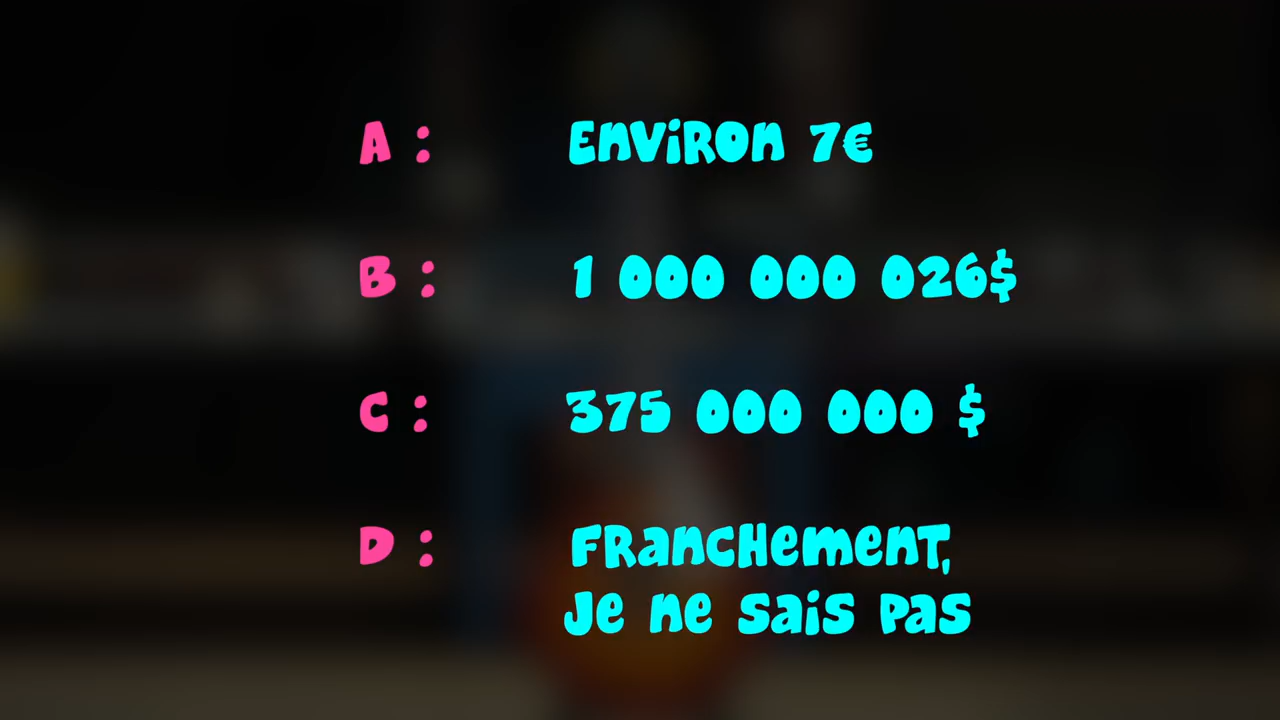 A : Environ 7€
B : 1 000 000 026$
C : 375 000 000 $
D : Franchement,
Je ne sais pas